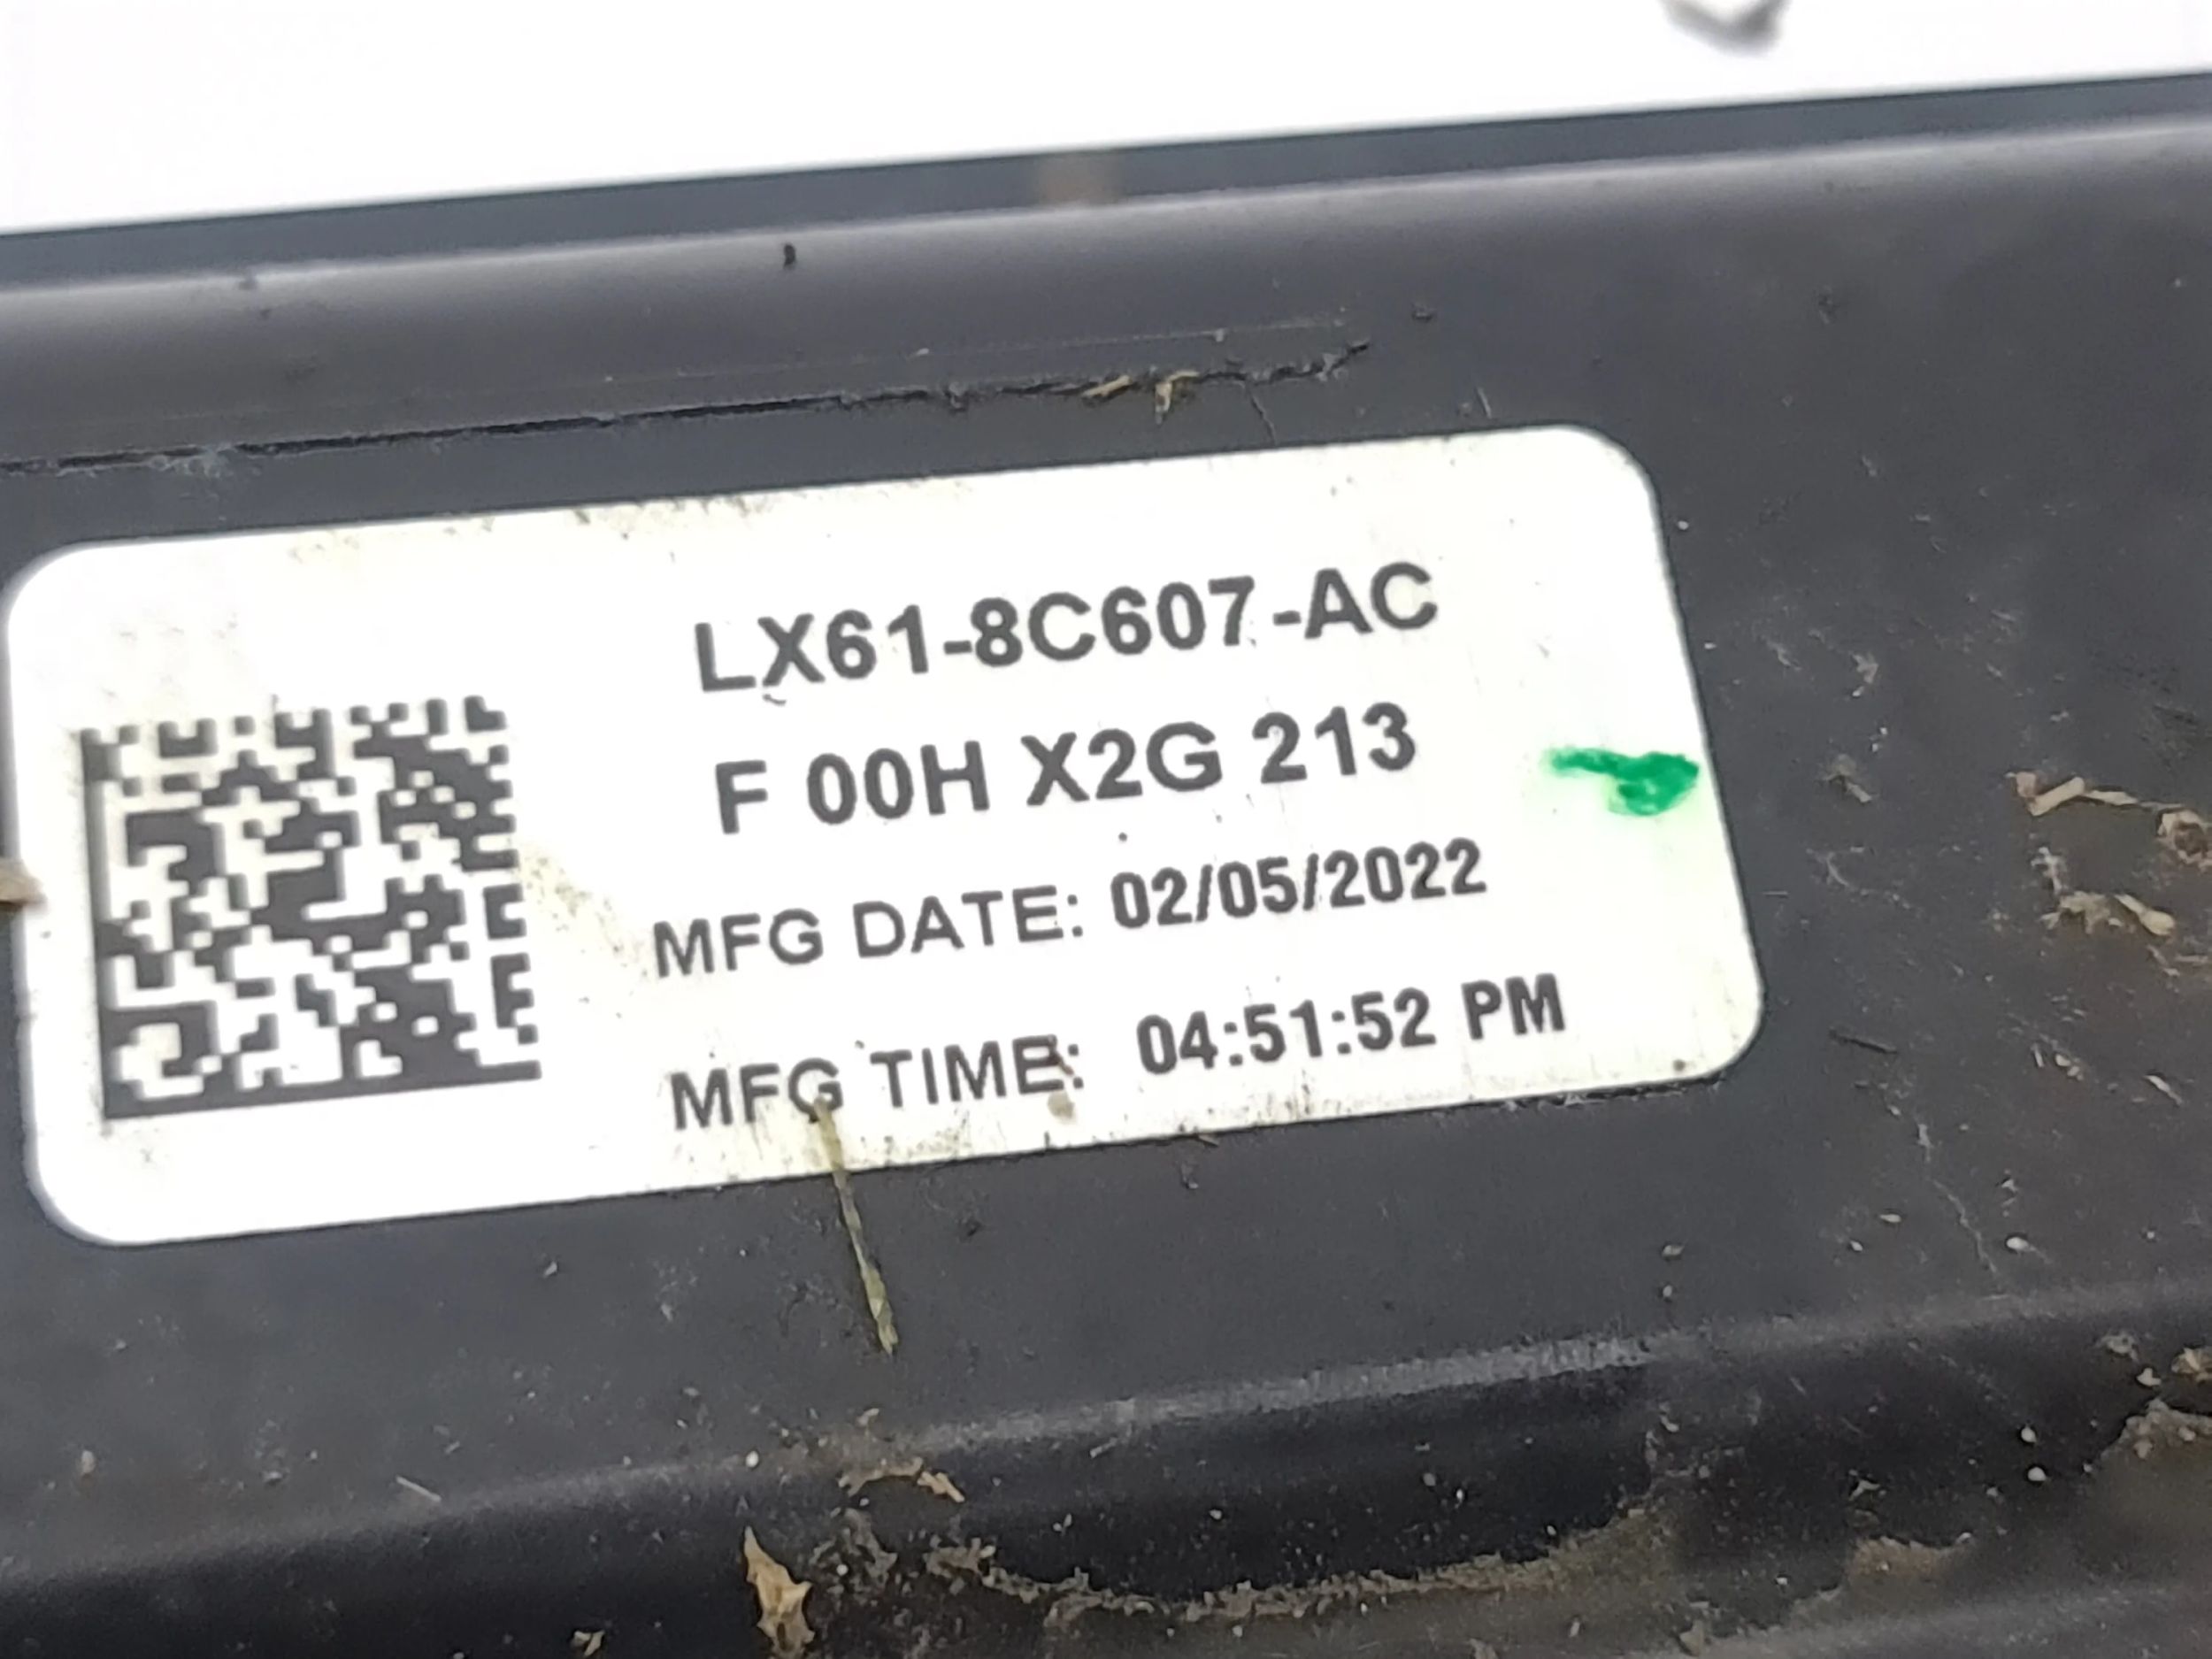 LX61-8C607-AC
F 00H X2G 213
MFG DATE: 02/05/2022
MFG TIME: 04:51:52 PM